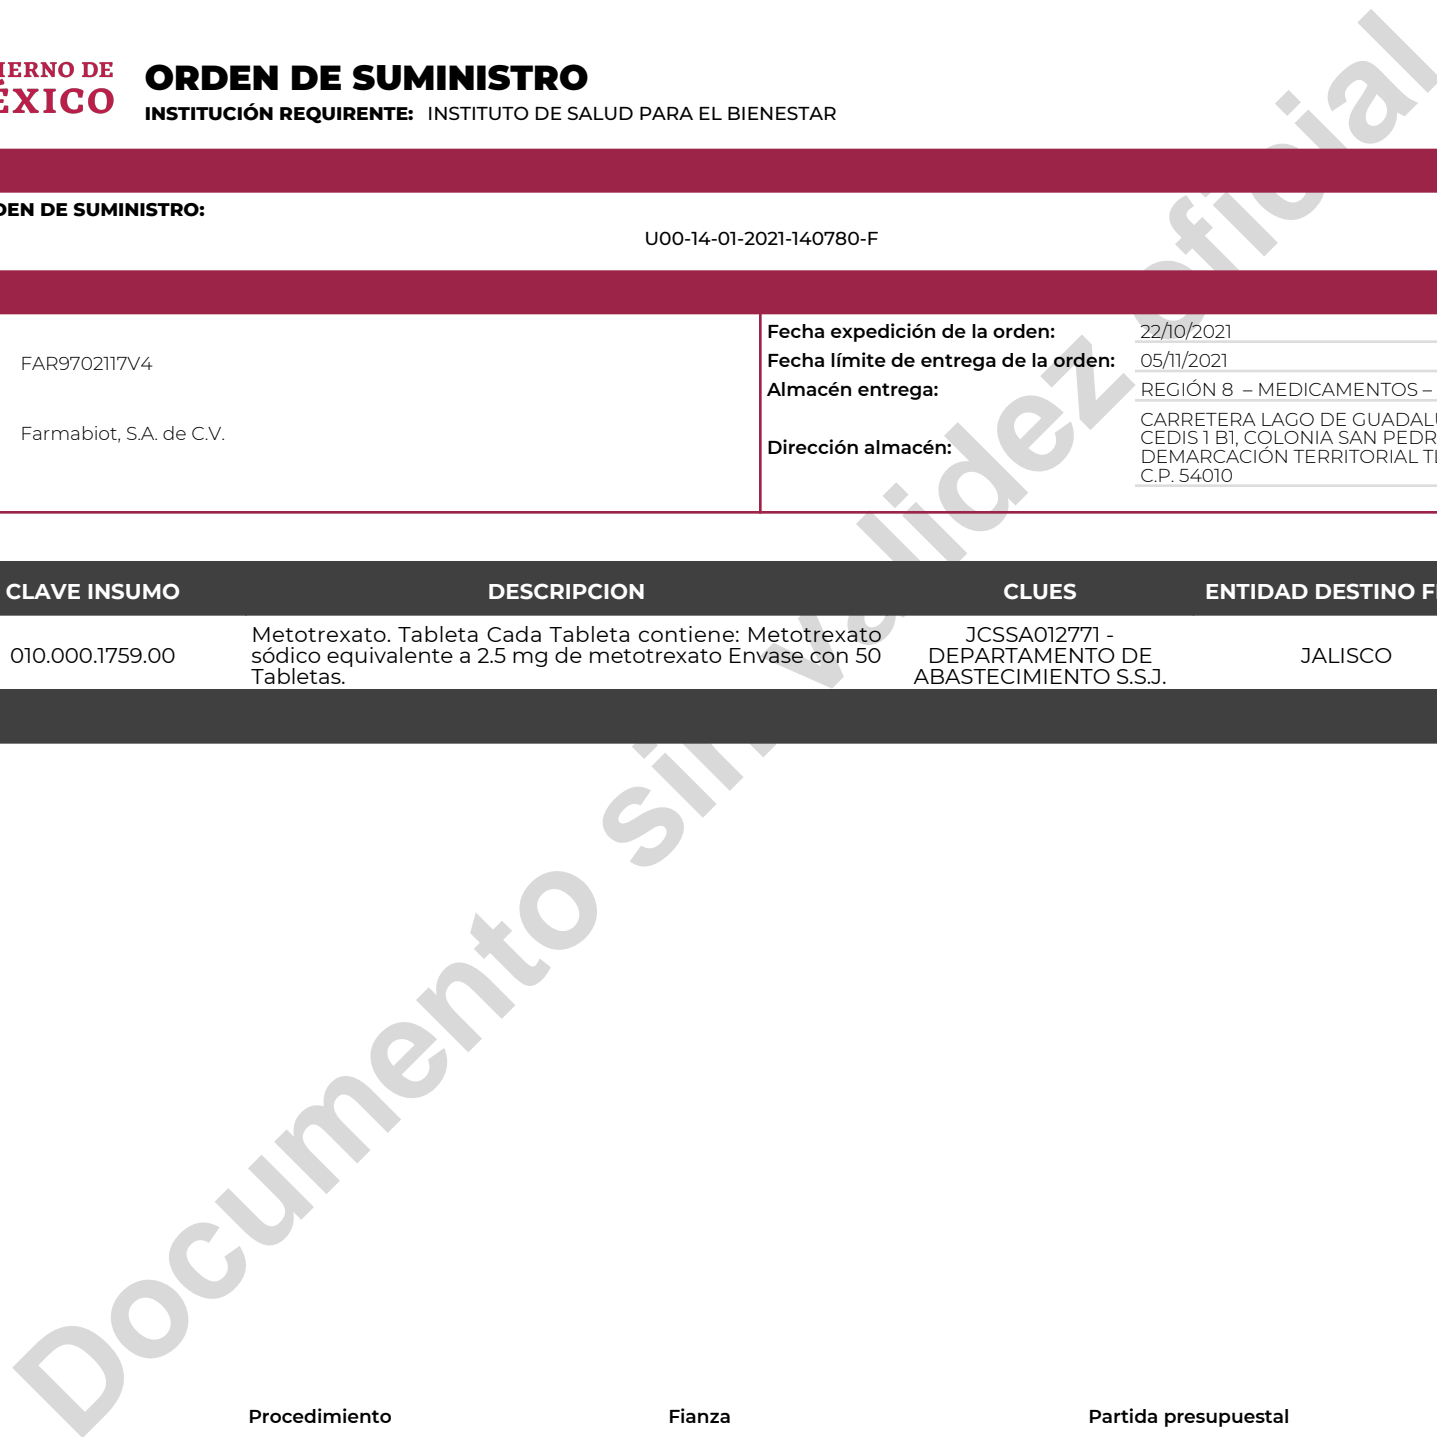 IERNO DE
ÉXICO
ORDEN DE SUMINISTRO
INSTITUCIÓN REQUIRENTE: INSTITUTO DE SALUD PARA EL BIENESTAR
DEN DE SUMINISTRO:
U00-14-01-2021-140780-F
FAR9702117V4
Farmabiot, S.A. de C.V.
Fecha expedición de la orden: 22/10/2021
Fecha límite de entrega de la orden: 05/11/2021
Almacén entrega: REGIÓN 8 – MEDICAMENTOS –
Dirección almacén:
CARRETERA LAGO DE GUADALU
CEDIS 1 B1, COLONIA SAN PEDR
DEMARCACIÓN TERRITORIAL TL
C.P. 54010
CLAVE INSUMO DESCRIPCION CLUES ENTIDAD DESTINO F
010.000.1759.00
Metotrexato. Tableta Cada Tableta contiene: Metotrexato
sódico equivalente a 2.5 mg de metotrexato Envase con 50
Tabletas.
JCSSA012771 -
DEPARTAMENTO DE
ABASTECIMIENTO S.S.J.
JALISCO
Documento sin validez oficial
Procedimiento Fianza Partida presupuestal